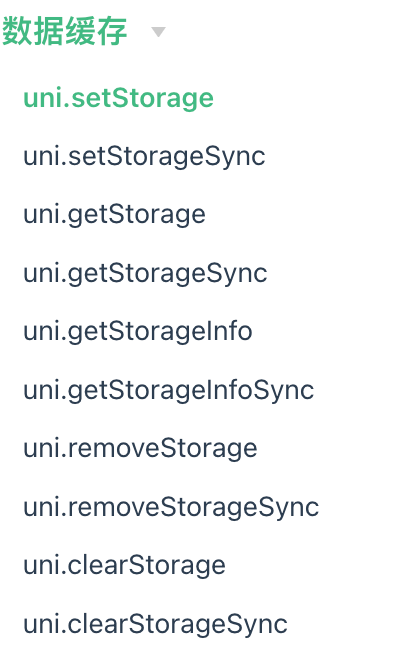 数据缓存
uni.setStorage
uni.setStorageSync
uni.getStorage
uni.getStorageSync
uni.getStorageInfo
uni.getStorageInfoSync
uni.removeStorage
uni.removeStorageSync
uni.clearStorage
uni.clearStorageSync